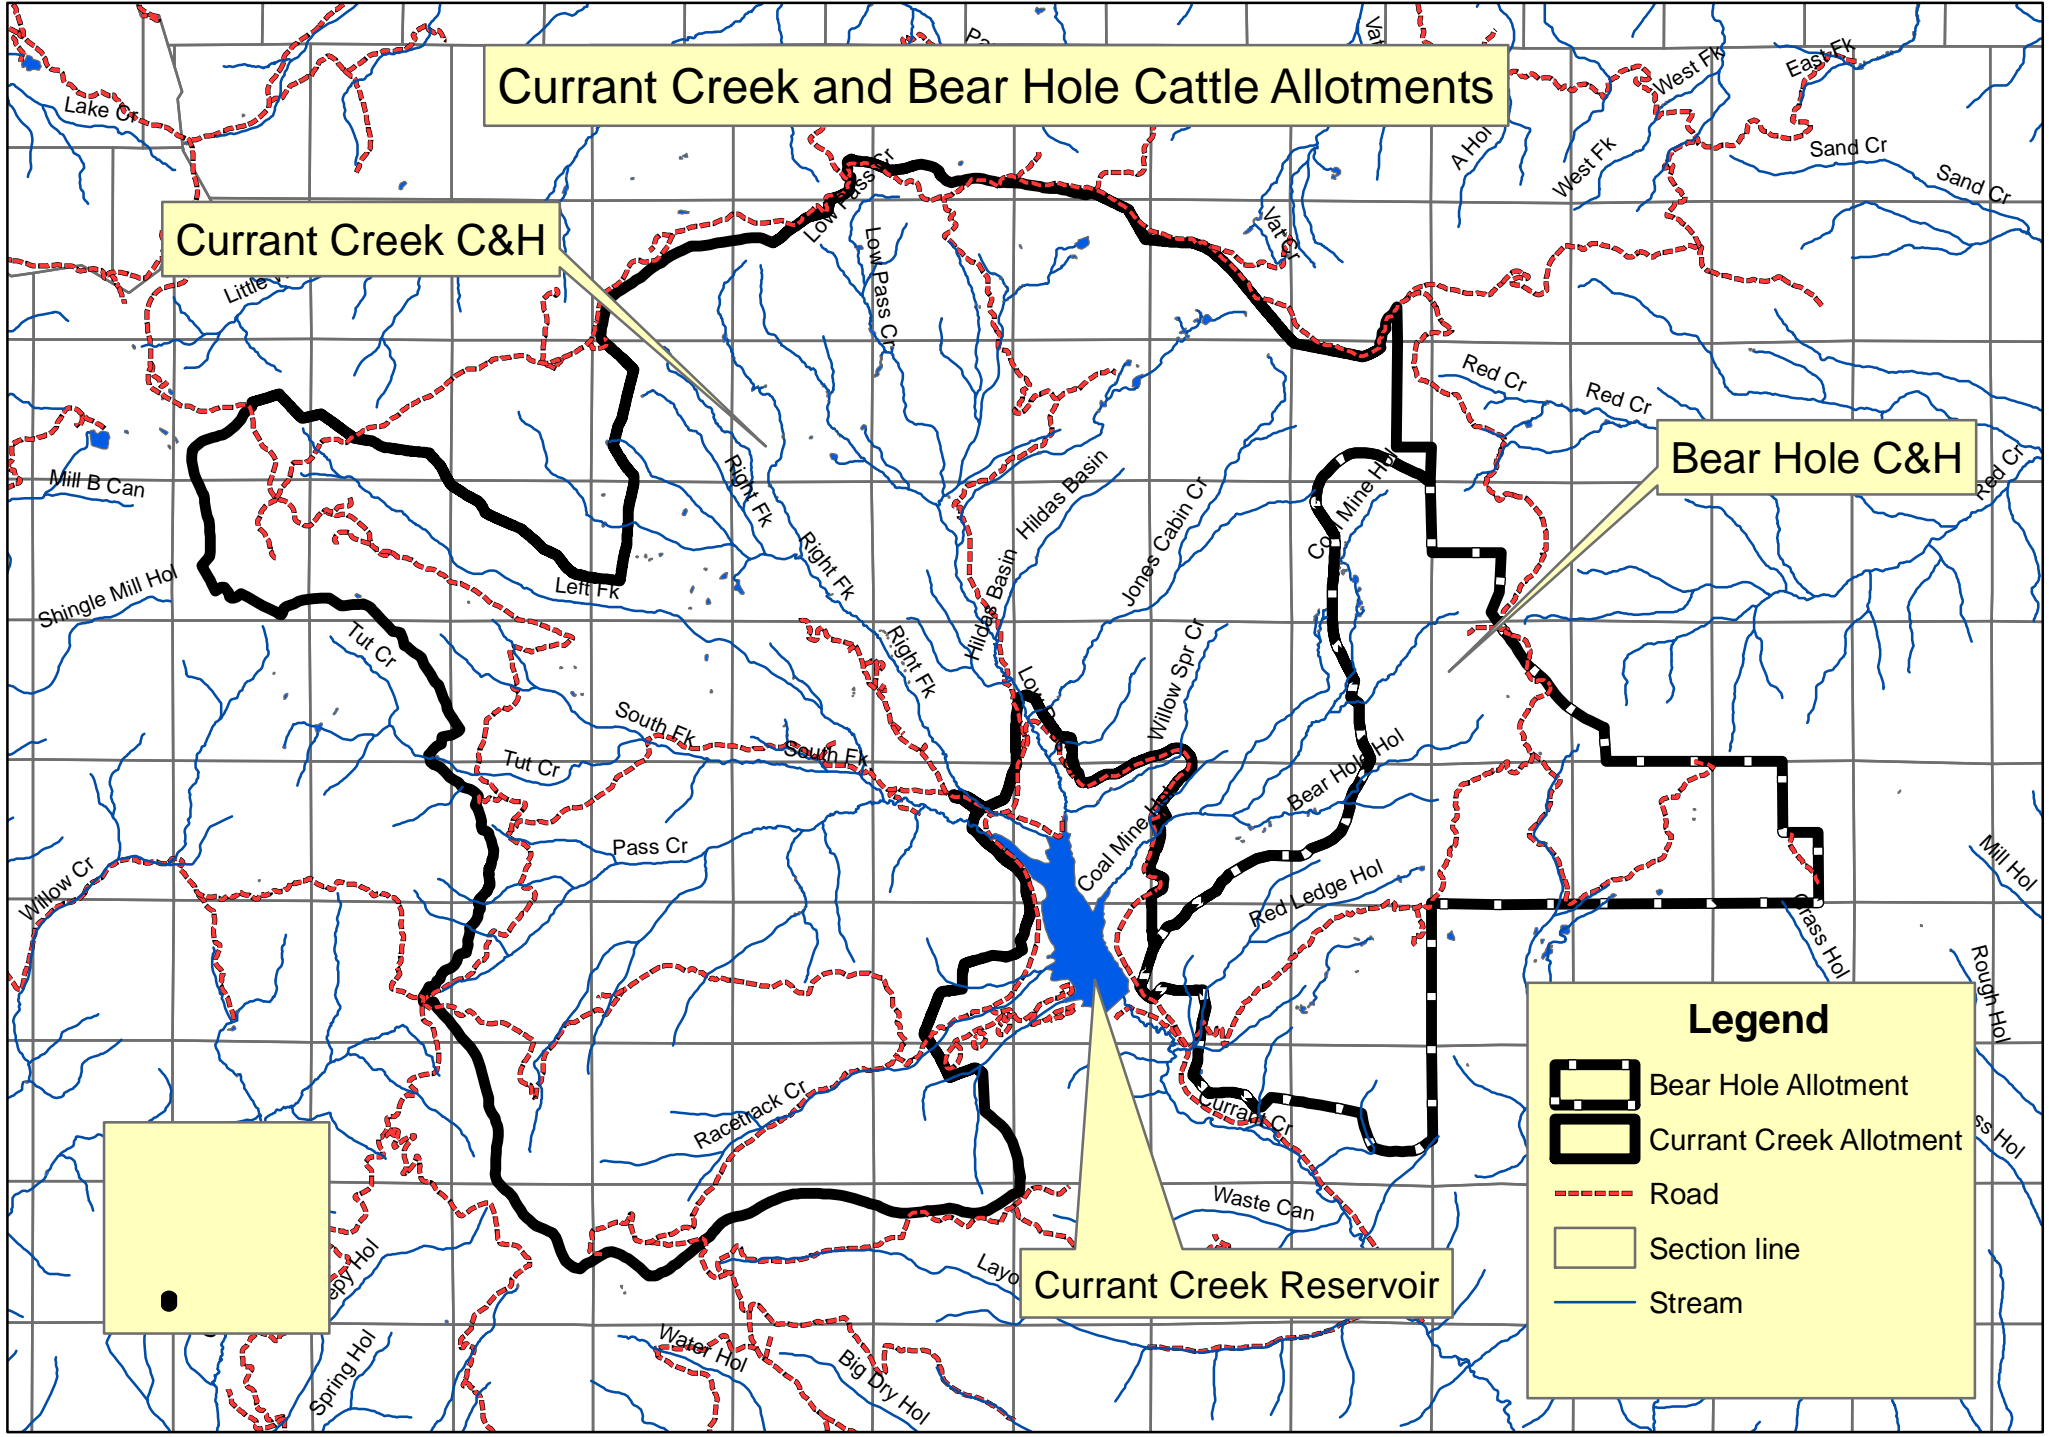 Currant Creek and Bear Hole Cattle Allotments
West Fk
East Fk
Lake Cr
A Hol
West Fk
Sand Cr
Sand Cr
Low Pass Cr
Currant Creek C&H
Vat Cr
Low Pass Cr
Little
Red Cr
Red Cr
Bear Hole C&H
Red Cr
Mill B Can
Right Fk
Hildas Basin
Jones Cabin Cr
Coal Mine Hol
Right Fk
Shingle Mill Hol
Left Fk
Hildas Basin
Tut Cr
Right Fk
Willow Spr Cr
South Fk
South Fk
Tut Cr
Bear Hole Hol
Pass Cr
Coal Mine Hol
Willow Cr
Red Ledge Hol
Mill Hol
Grass Hol
Rough Hol
Legend
Bear Hole Allotment
Currant Creek Allotment
Road
Section line
Stream
Racetrack Cr
Currant Cr
Waste Can
Currant Creek Reservoir
Spring Hol
Water Hol
Big Dry Hol